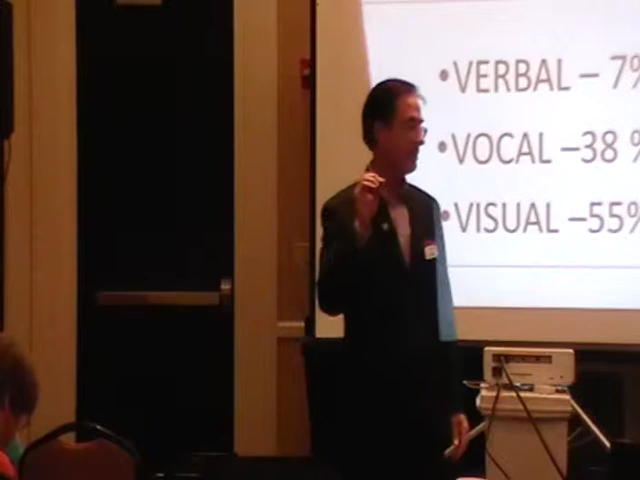 •VERBAL – 7%
•VOCAL –38 %
•VISUAL –55%